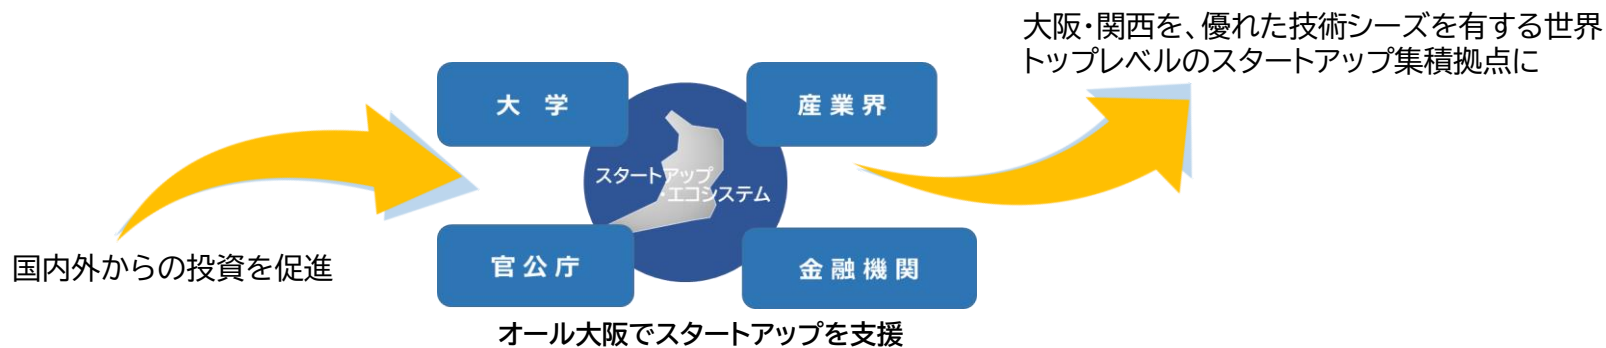 大阪・関西を、優れた技術シーズを有する世界
トップレベルのスタートアップ集積拠点に
大 学
産業界
スタートアップ
・エコシステム
官公庁
金融機関
国内外からの投資を促進
オール大阪でスタートアップを支援